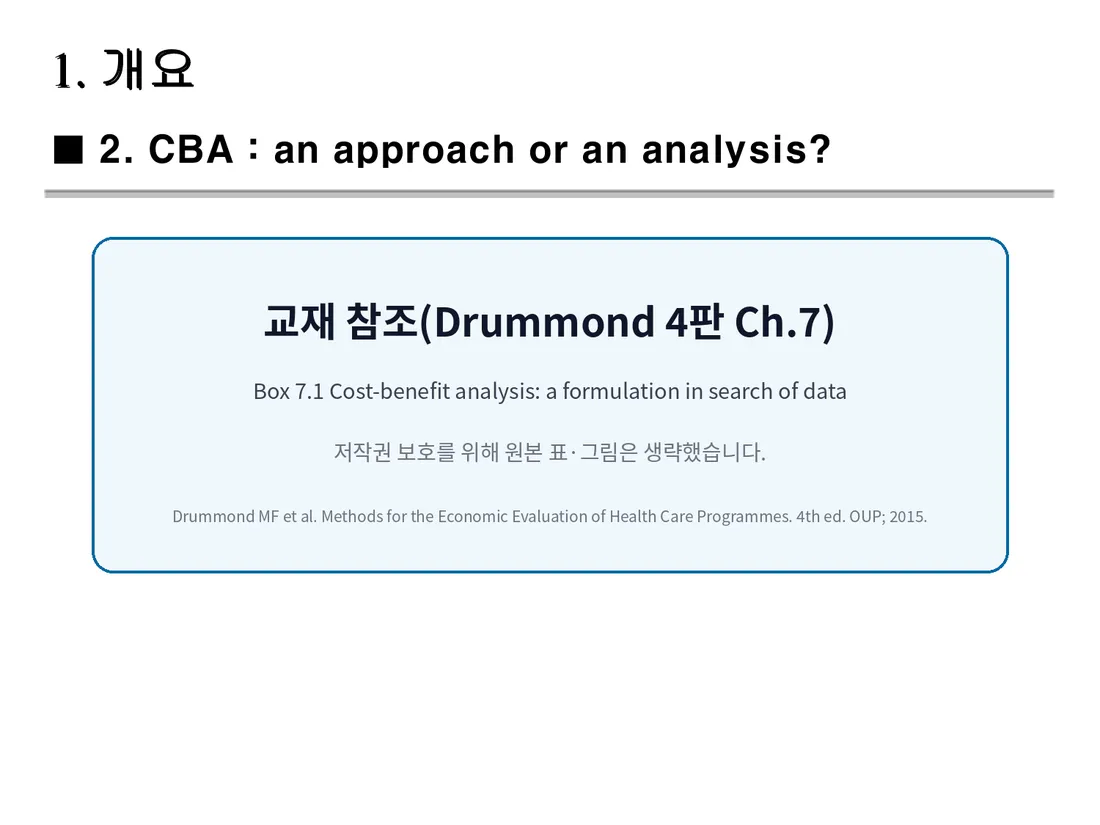 1. 개요
■ 2. CBA : an approach or an analysis?
교재 참조(Drummond 4판 Ch.7)
Box 7.1 Cost-benefit analysis: a formulation in search of data
저작권 보호를 위해 원본 표·그림은 생략했습니다.
Drummond MF et al. Methods for the Economic Evaluation of Health Care Programmes. 4th ed. OUP; 2015.